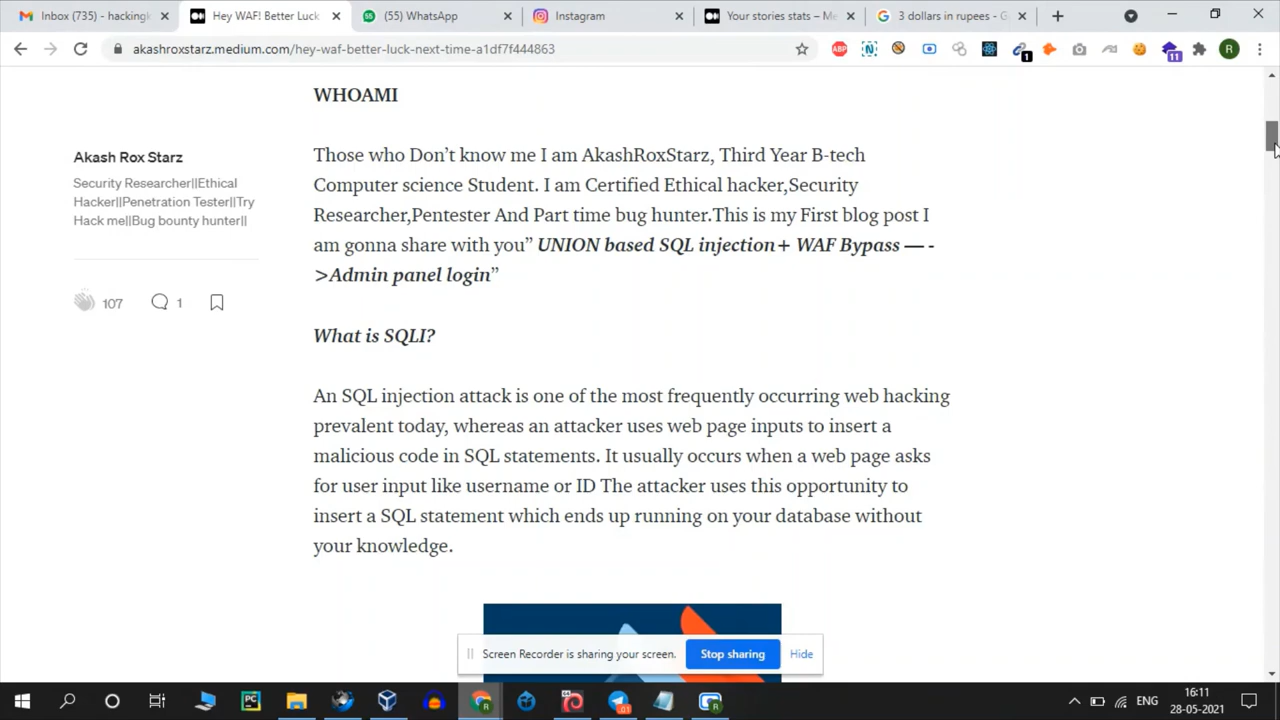 Inbox (735) - hackingk
Hey WAF! Better Luck
(55) WhatsApp
Instagram
Your stories stats – Me
3 dollars in rupees - G
akashroxstarz.medium.com/hey-waf-better-luck-next-time-a1df7f444863
ABP
N
1
11
R
WHOAMI
Akash Rox Starz
Security Researcher||Ethical
Hacker||Penetration Tester||Try
Hack me||Bug bounty hunter||
107
1
Those who Don’t know me I am AkashRoxStarz, Third Year B-tech
Computer science Student. I am Certified Ethical hacker,Security
Researcher,Pentester And Part time bug hunter.This is my First blog post I
am gonna share with you” UNION based SQL injection+ WAF Bypass — -
>Admin panel login”
What is SQLI?
An SQL injection attack is one of the most frequently occurring web hacking
prevalent today, whereas an attacker uses web page inputs to insert a
malicious code in SQL statements. It usually occurs when a web page asks
for user input like username or ID The attacker uses this opportunity to
insert a SQL statement which ends up running on your database without
your knowledge.
Screen Recorder is sharing your screen.
Stop sharing
Hide
PC
ENG
16:11
28-05-2021